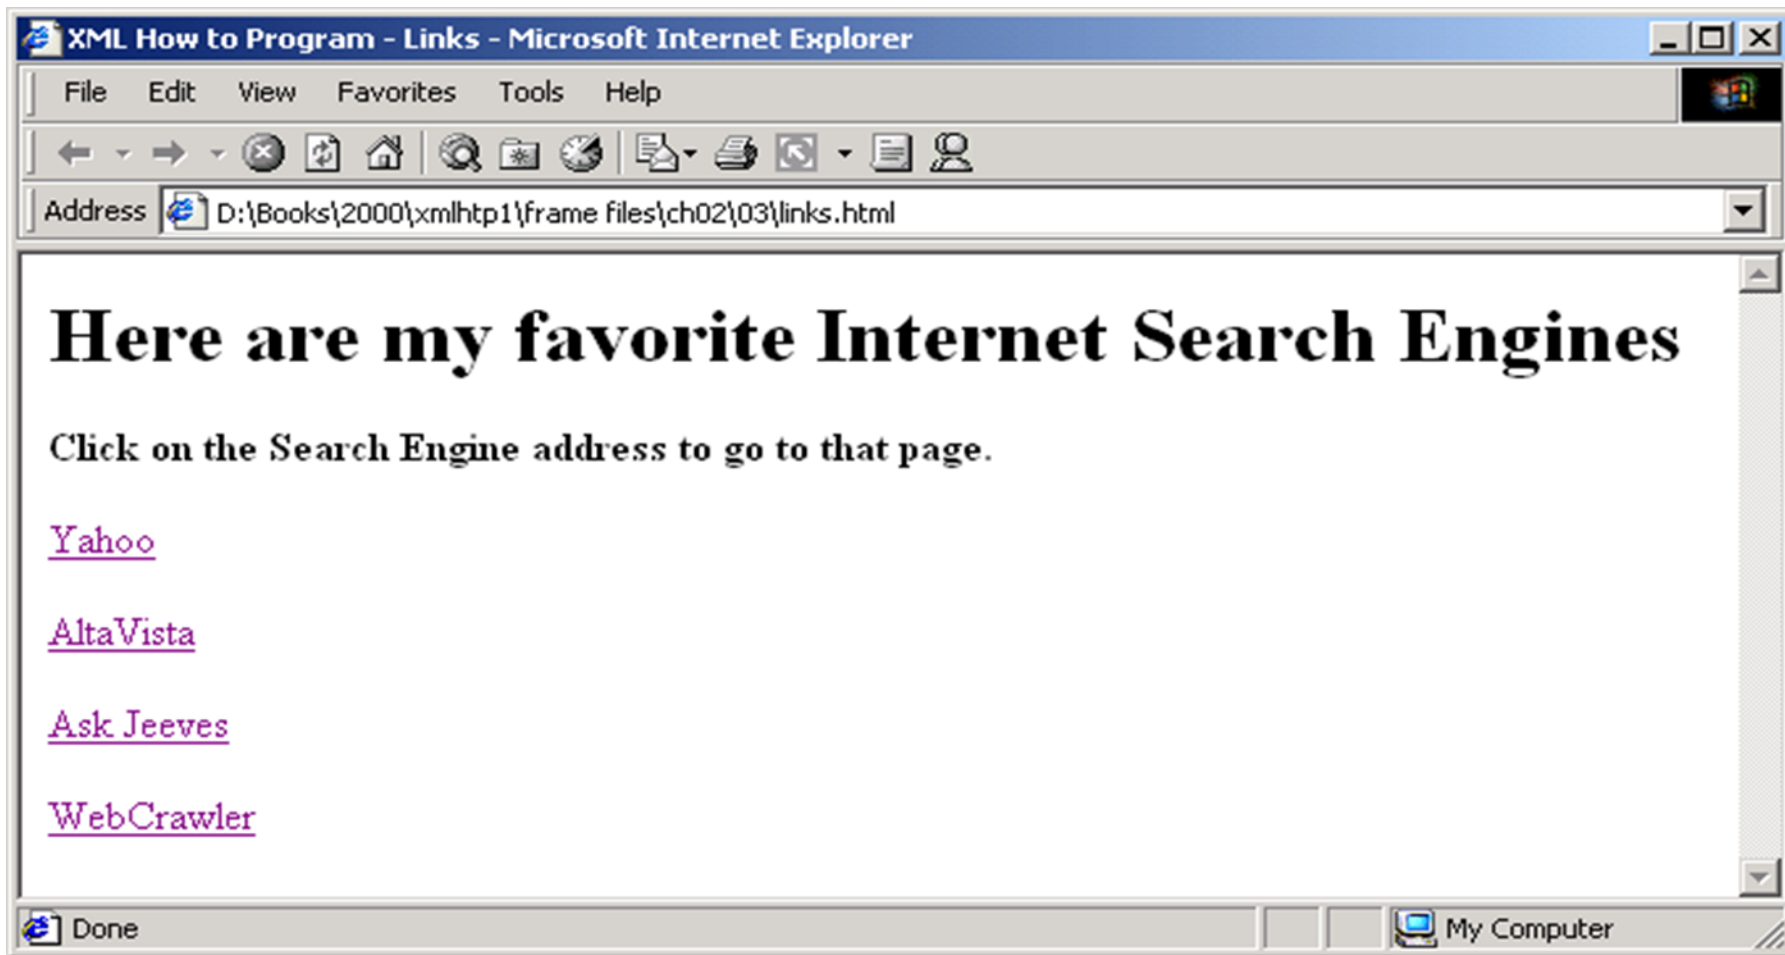 XML How to Program - Links - Microsoft Internet Explorer
File Edit View Favorites Tools Help
Address D:\Books\2000\xmlhtp1\frame files\ch02\03\links.html
Here are my favorite Internet Search Engines
Click on the Search Engine address to go to that page.
Yahoo
AltaVista
Ask Jeeves
WebCrawler
Done My Computer